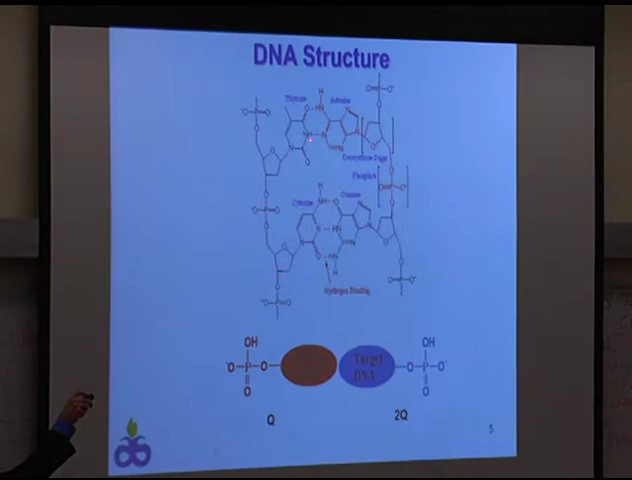 DNA Structure
Thymine
Adenine
Deoxyribose Sugar
Phosphate
Cytosine
Guanine
Hydrogen Bonding
OH
OH
⁻O—P—O
Target
DNA
O—P—O⁻
O
O
Q
2Q
5